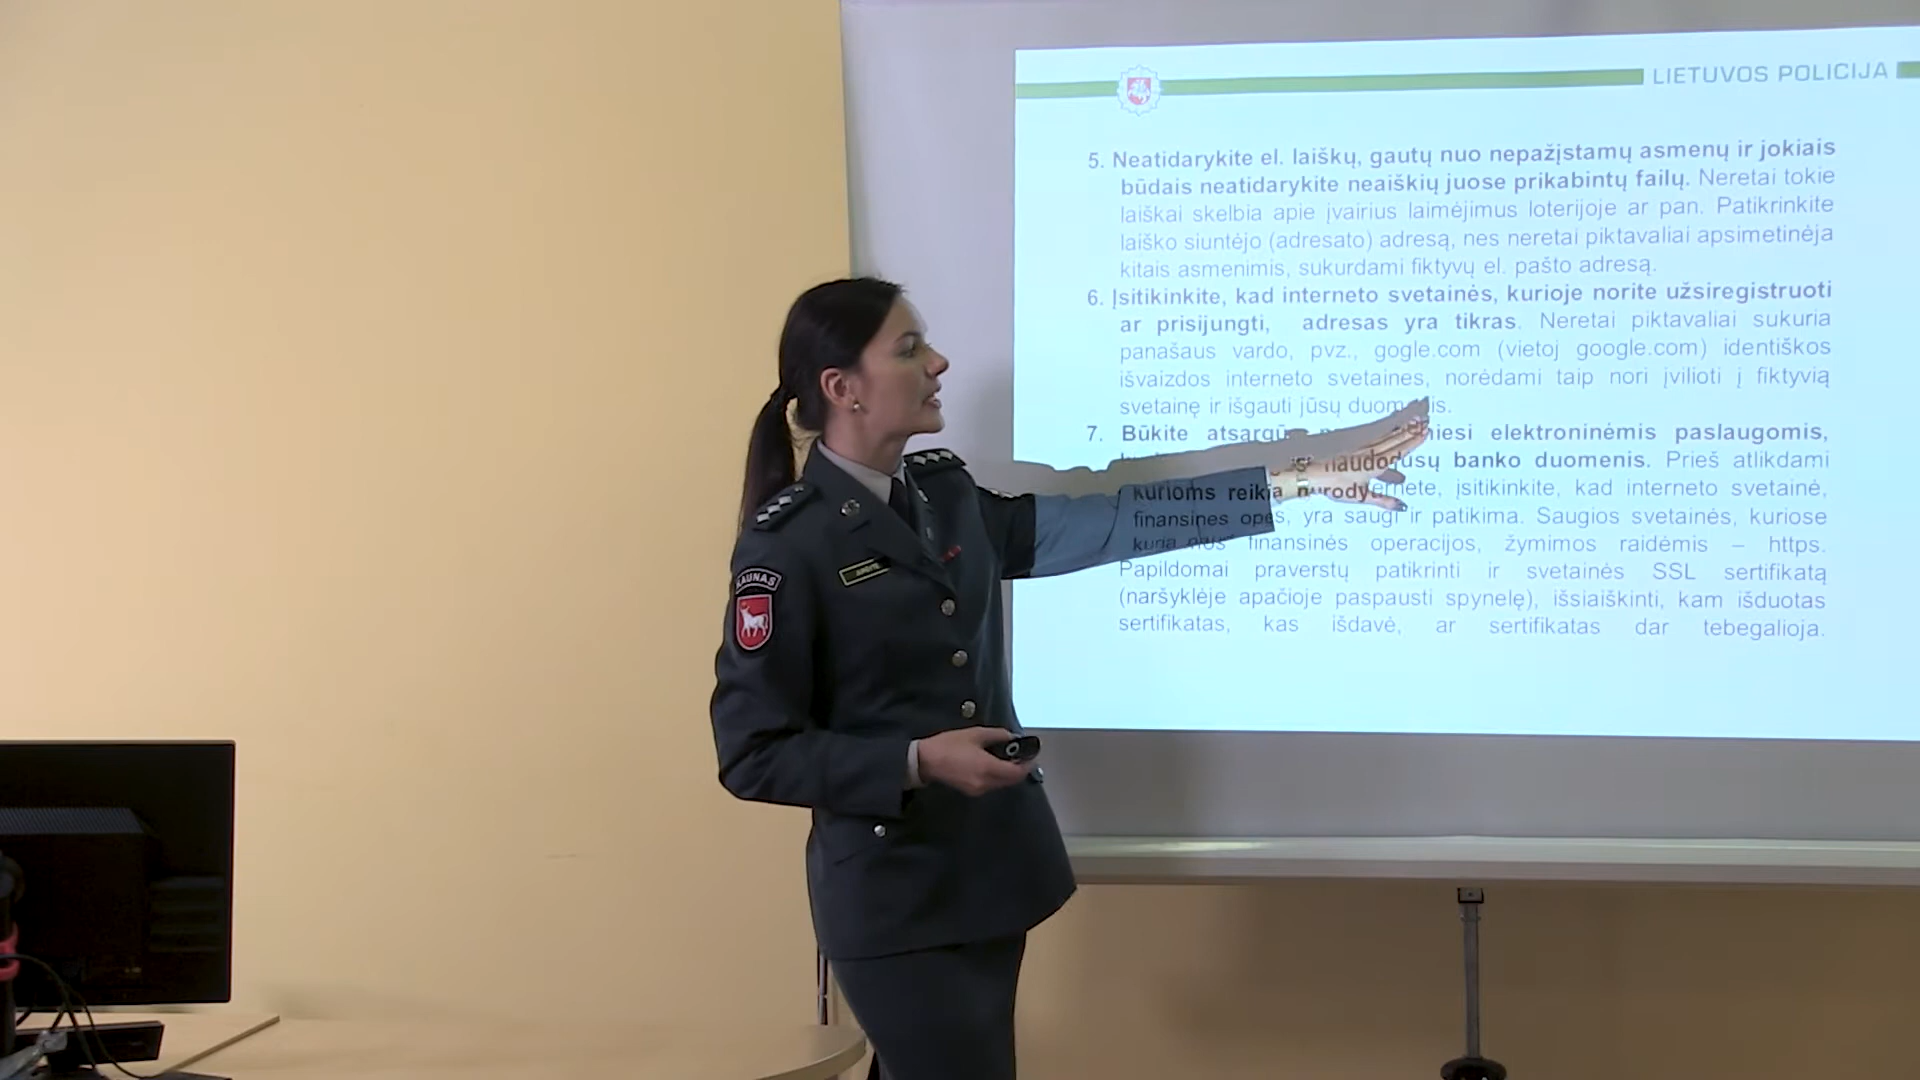 LIETUVOS POLICIJA
5. Neatidarykite el. laiškų, gautų nuo nepažįstamų asmenų ir jokiais
būdais neatidarykite neaiškių juose prikabintų failų. Neretai tokie
laiškai skelbia apie įvairius laimėjimus loterijoje ar pan. Patikrinkite
laiško siuntėjo (adresato) adresą, nes neretai piktavaliai apsimetinėja
kitais asmenimis, sukurdami fiktyvų el. pašto adresą.
6. Įsitikinkite, kad interneto svetainės, kurioje norite užsiregistruoti
ar prisijungti, adresas yra tikras. Neretai piktavaliai sukuria
panašaus vardo, pvz., gogle.com (vietoj google.com) identiškos
išvaizdos interneto svetaines, norėdami taip nori įvilioti į fiktyvią
svetainę ir išgauti jūsų duomenis.
7. Būkite elektroninėmis paslaugomis,
kurioms reikia banko duomenis. Prieš atlikdami
finansines įsitikinkite, kad interneto svetainė,
yra saugi ir patikima. Saugios svetainės, kuriose
finansinės operacijos, žymimos raidėmis – https.
Papildomai praverstų patikrinti ir svetainės SSL sertifikatą
(naršyklėje apačioje paspausti spynelę), išsiaiškinti, kam išduotas
sertifikatas, kas išdavė, ar sertifikatas dar tebegalioja.
KAUNAS